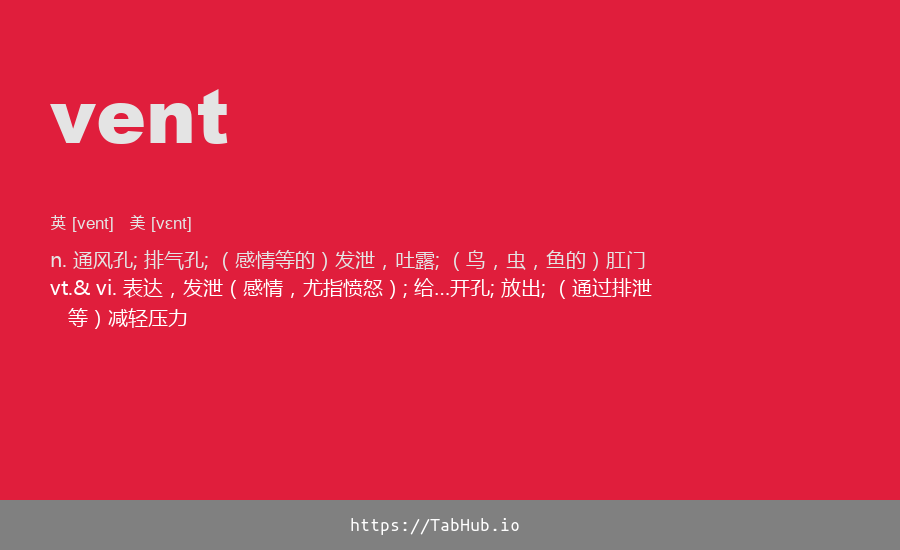 vent
英 [vent] 美 [vɛnt]
n. 通风孔; 排气孔; （感情等的）发泄，吐露; （鸟，虫，鱼的）肛门
vt.& vi. 表达，发泄（感情，尤指愤怒）; 给…开孔; 放出; （通过排泄
等）减轻压力
https://TabHub.io